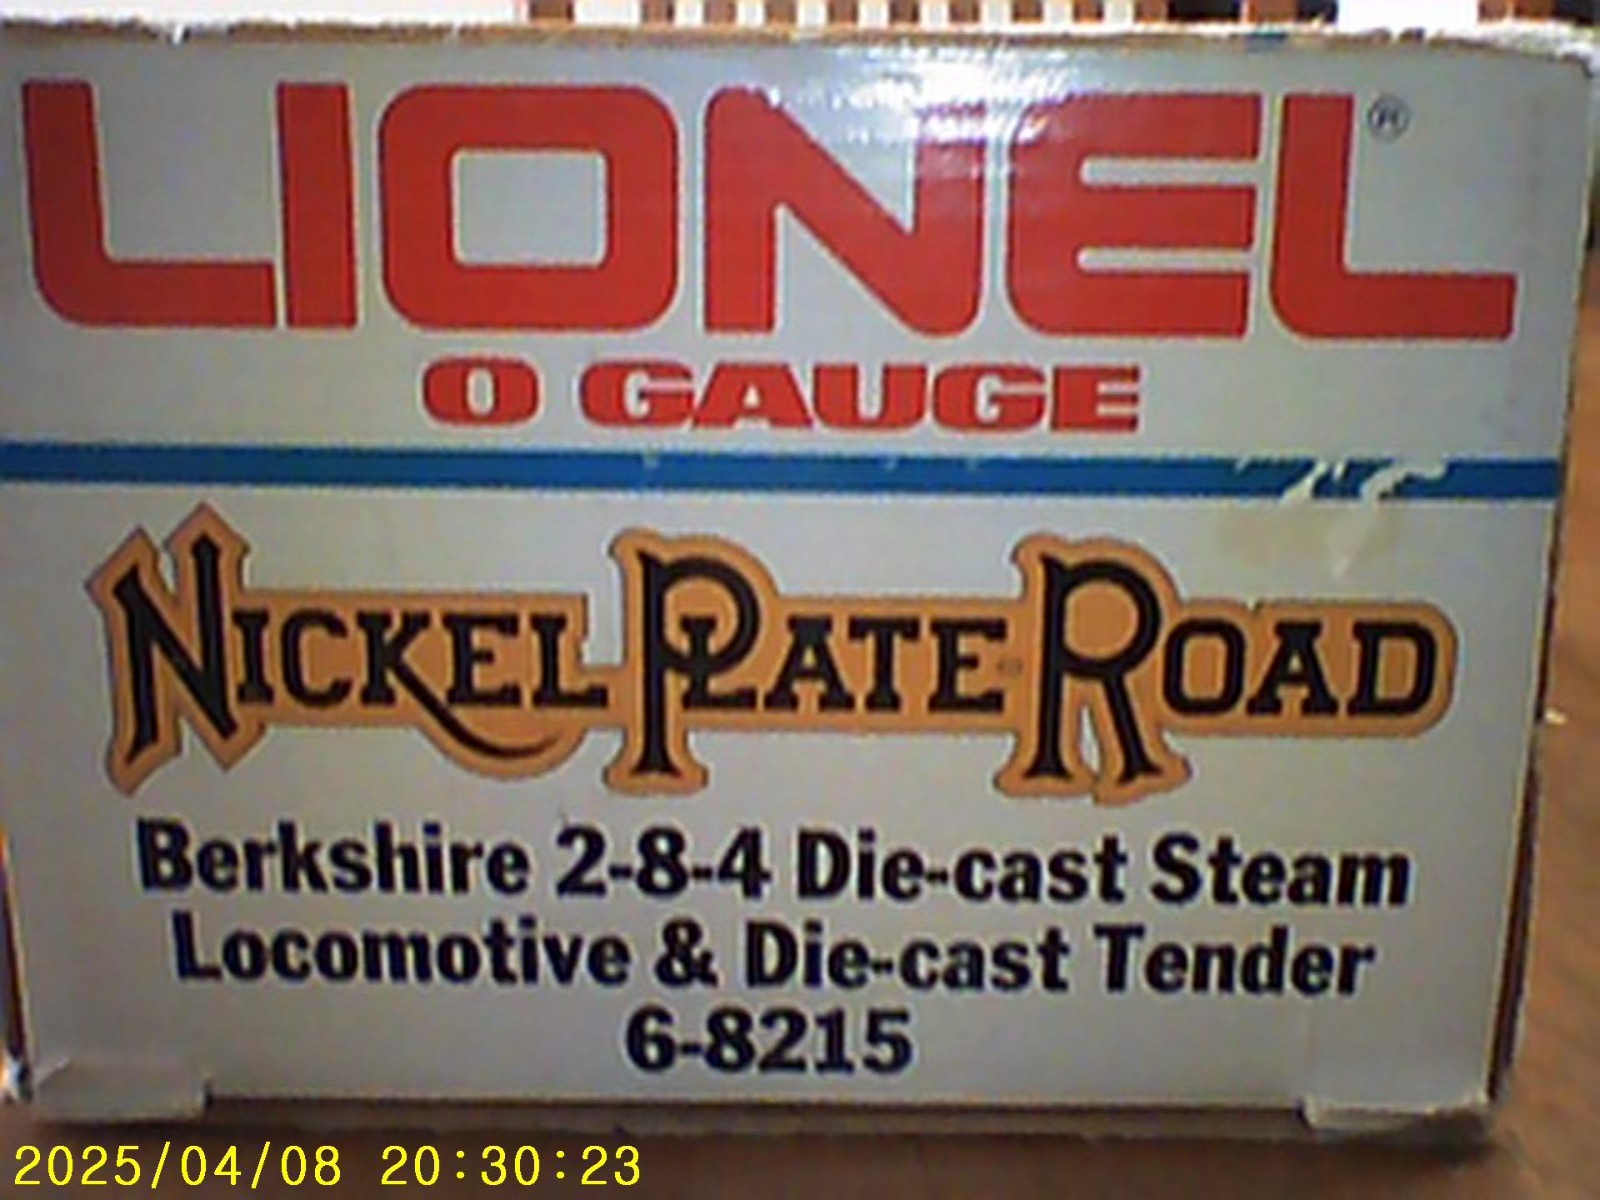 LIONEL®
O GAUGE
NICKEL PLATE ROAD
Berkshire 2-8-4 Die-cast Steam
Locomotive & Die-cast Tender
6-8215
2025/04/08 20:30:23